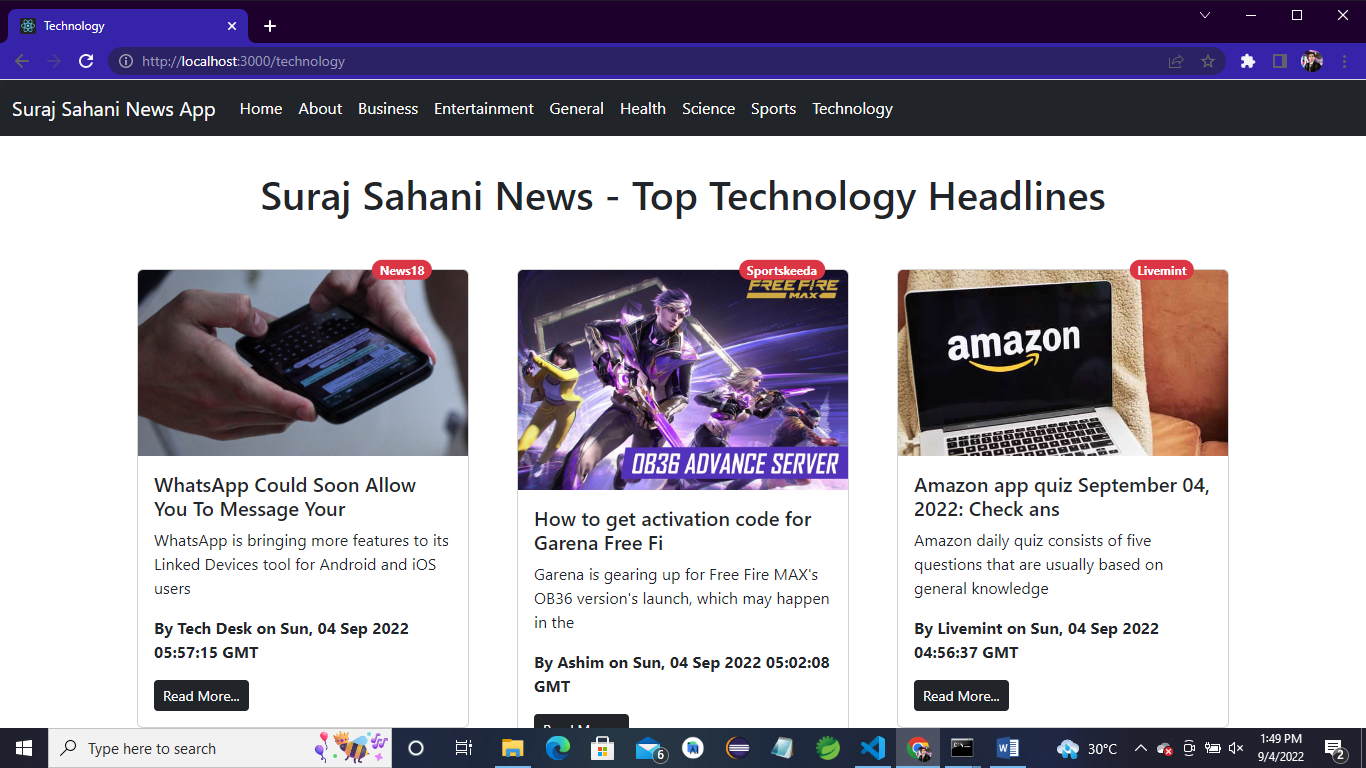 Technology
http://localhost:3000/technology
Suraj Sahani News App Home About Business Entertainment General Health Science Sports Technology
Suraj Sahani News - Top Technology Headlines
News18
WhatsApp Could Soon Allow
You To Message Your
WhatsApp is bringing more features to its
Linked Devices tool for Android and iOS
users
By Tech Desk on Sun, 04 Sep 2022
05:57:15 GMT
Read More...
Sportskeeda
FREE FIRE
MAX
OB36 ADVANCE SERVER
How to get activation code for
Garena Free Fi
Garena is gearing up for Free Fire MAX's
OB36 version's launch, which may happen
in the
By Ashim on Sun, 04 Sep 2022 05:02:08
GMT
Read More...
Livemint
amazon
Amazon app quiz September 04,
2022: Check ans
Amazon daily quiz consists of five
questions that are usually based on
general knowledge
By Livemint on Sun, 04 Sep 2022
04:56:37 GMT
Read More...
Type here to search
6
30°C
1:49 PM
9/4/2022
2